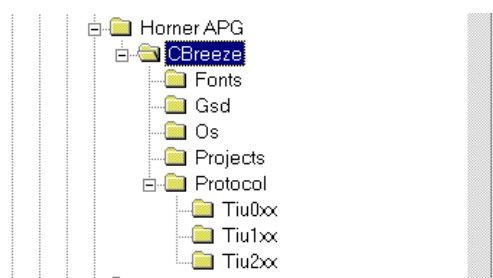 Horner APG
CBreeze
Fonts
Gsd
Os
Projects
Protocol
Tiu0xx
Tiu1xx
Tiu2xx